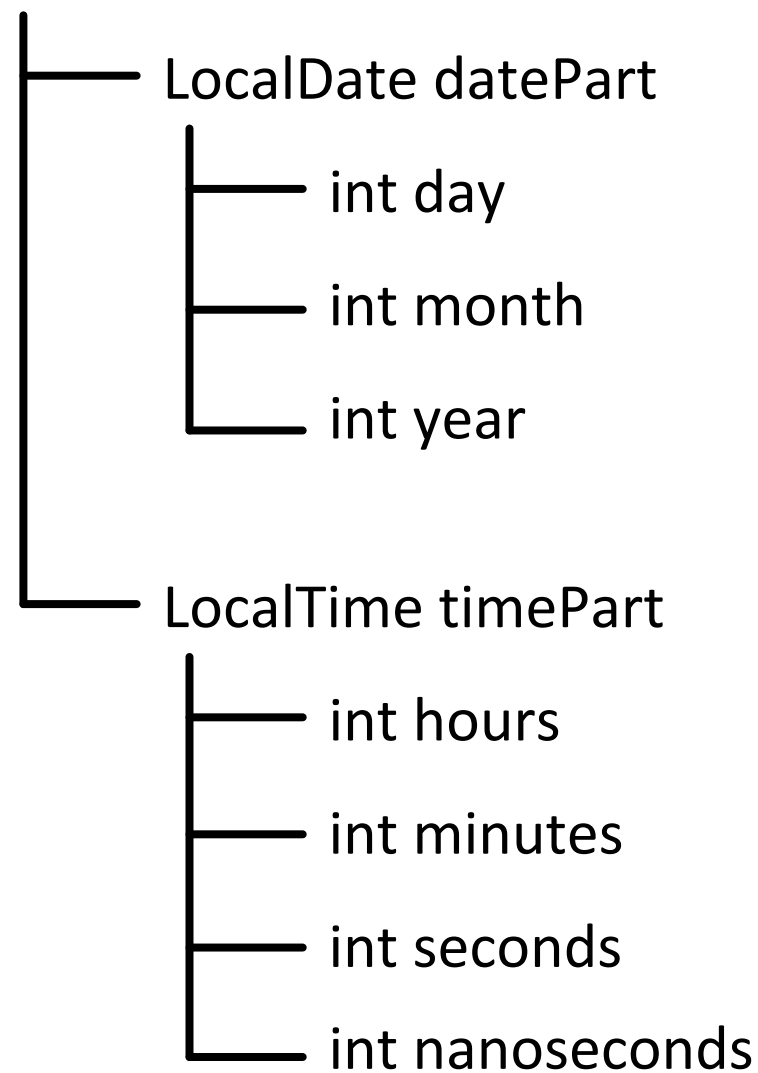 LocalDate datePart
int day
int month
int year
LocalTime timePart
int hours
int minutes
int seconds
int nanoseconds